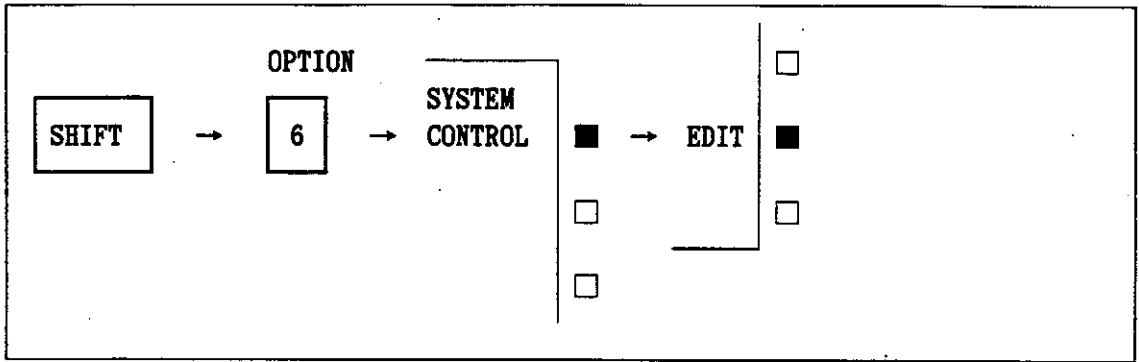 OPTION
SHIFT → 6 → SYSTEM CONTROL ■ → EDIT ■